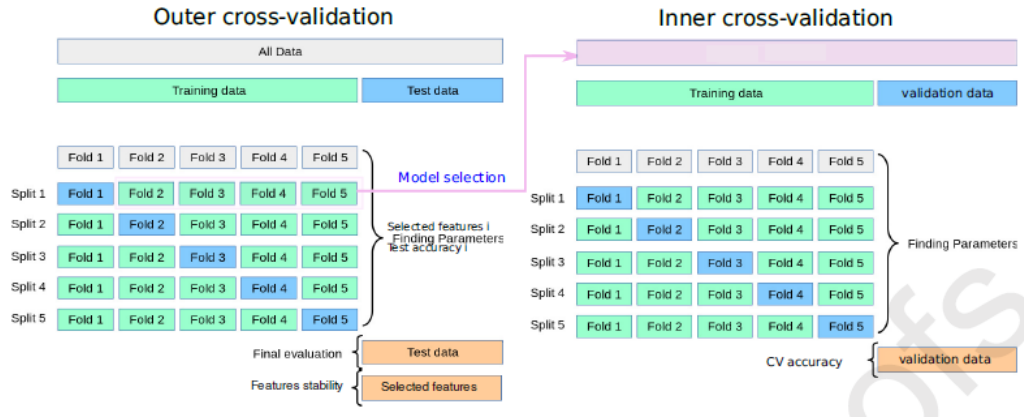 Outer cross-validation
All Data
Training data Test data
Fold 1 Fold 2 Fold 3 Fold 4 Fold 5
Split 1 Fold 1 Fold 2 Fold 3 Fold 4 Fold 5
Split 2 Fold 1 Fold 2 Fold 3 Fold 4 Fold 5
Split 3 Fold 1 Fold 2 Fold 3 Fold 4 Fold 5
Split 4 Fold 1 Fold 2 Fold 3 Fold 4 Fold 5
Split 5 Fold 1 Fold 2 Fold 3 Fold 4 Fold 5
Model selection
Selected features i
Finding Parameters
Test accuracy i
Final evaluation Test data
Features stability Selected features
Inner cross-validation
Training data validation data
Fold 1 Fold 2 Fold 3 Fold 4 Fold 5
Split 1 Fold 1 Fold 2 Fold 3 Fold 4 Fold 5
Split 2 Fold 1 Fold 2 Fold 3 Fold 4 Fold 5
Split 3 Fold 1 Fold 2 Fold 3 Fold 4 Fold 5
Split 4 Fold 1 Fold 2 Fold 3 Fold 4 Fold 5
Split 5 Fold 1 Fold 2 Fold 3 Fold 4 Fold 5
Finding Parameters
CV accuracy validation data
ofs